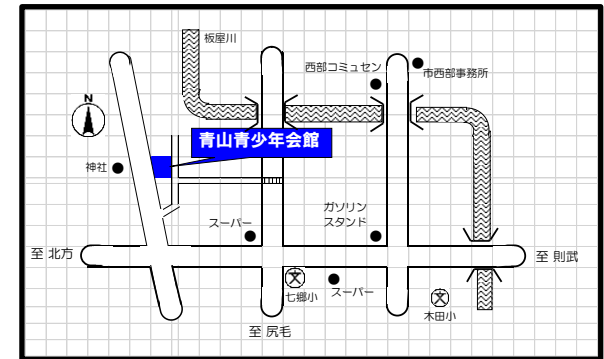 板屋川
西部コミュセン
市西部事務所
N
青山青少年会館
神社
スーパー
ガソリン
スタンド
至 北方
至 則武
文
七郷小
スーパー
文
木田小
至 尻毛